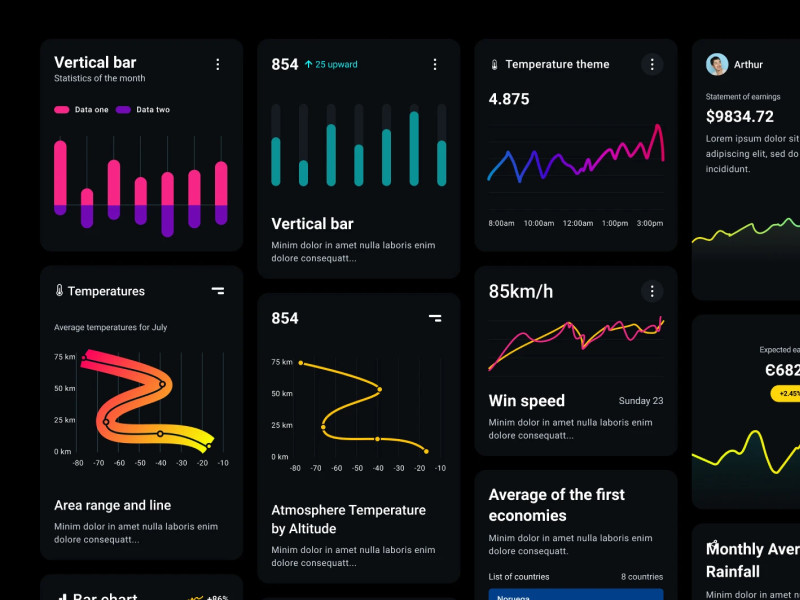 Vertical bar
Statistics of the month
Data one Data two
Temperatures
Average temperatures for July
75 km
50 km
25 km
0 km
-80 -70 -60 -50 -40 -30 -20 -10
Area range and line
Minim dolor in amet nulla laboris enim
dolore consequatt...
Bar chart +86%
854 25 upward
Vertical bar
Minim dolor in amet nulla laboris enim
dolore consequatt...
854
75 km
50 km
25 km
0 km
-80 -70 -60 -50 -40 -30 -20 -10
Atmosphere Temperature
by Altitude
Minim dolor in amet nulla laboris enim
dolore consequatt...
Temperature theme
4.875
8:00am 10:00am 12:00am 1:00pm 3:00pm
85km/h
Win speed Sunday 23
Minim dolor in amet nulla laboris enim
dolore consequatt...
Average of the first
economies
Minim dolor in amet nulla laboris enim
dolore consequatt.
List of countries 8 countries
Noruega
Arthur
Statement of earnings
$9834.72
Lorem ipsum dolor sit
adipiscing elit, sed do
incididunt.
Expected ea
€682
+2.45%
Monthly Aver
Rainfall
Minim dolor in amet n